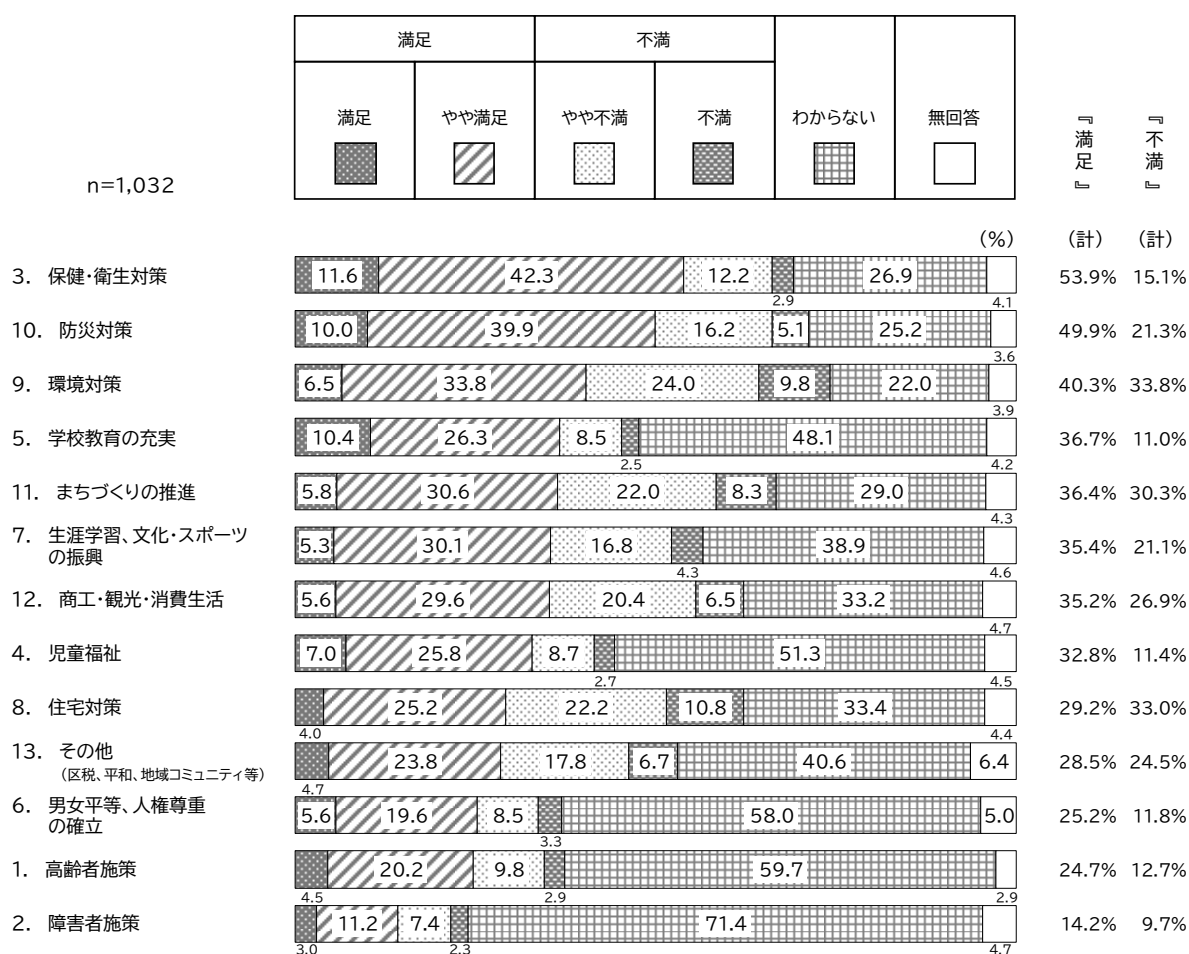 満足 不満
満足 やや満足 やや不満 不満 わからない 無回答
『満足』 『不満』
n=1,032
(%) (計) (計)
3. 保健・衛生対策 11.6 42.3 12.2 2.9 26.9 4.1 53.9% 15.1%
10. 防災対策 10.0 39.9 16.2 5.1 25.2 3.6 49.9% 21.3%
9. 環境対策 6.5 33.8 24.0 9.8 22.0 3.9 40.3% 33.8%
5. 学校教育の充実 10.4 26.3 8.5 2.5 48.1 4.2 36.7% 11.0%
11. まちづくりの推進 5.8 30.6 22.0 8.3 29.0 4.3 36.4% 30.3%
7. 生涯学習、文化・スポーツ
の振興 5.3 30.1 16.8 4.3 38.9 4.6 35.4% 21.1%
12. 商工・観光・消費生活 5.6 29.6 20.4 6.5 33.2 4.7 35.2% 26.9%
4. 児童福祉 7.0 25.8 8.7 2.7 51.3 4.5 32.8% 11.4%
8. 住宅対策 4.0 25.2 22.2 10.8 33.4 4.4 29.2% 33.0%
13. その他
(区税、平和、地域コミュニティ等) 4.7 23.8 17.8 6.7 40.6 6.4 28.5% 24.5%
6. 男女平等、人権尊重
の確立 5.6 19.6 8.5 3.3 58.0 5.0 25.2% 11.8%
1. 高齢者施策 4.5 20.2 9.8 2.9 59.7 2.9 24.7% 12.7%
2. 障害者施策 3.0 11.2 7.4 2.3 71.4 4.7 14.2% 9.7%